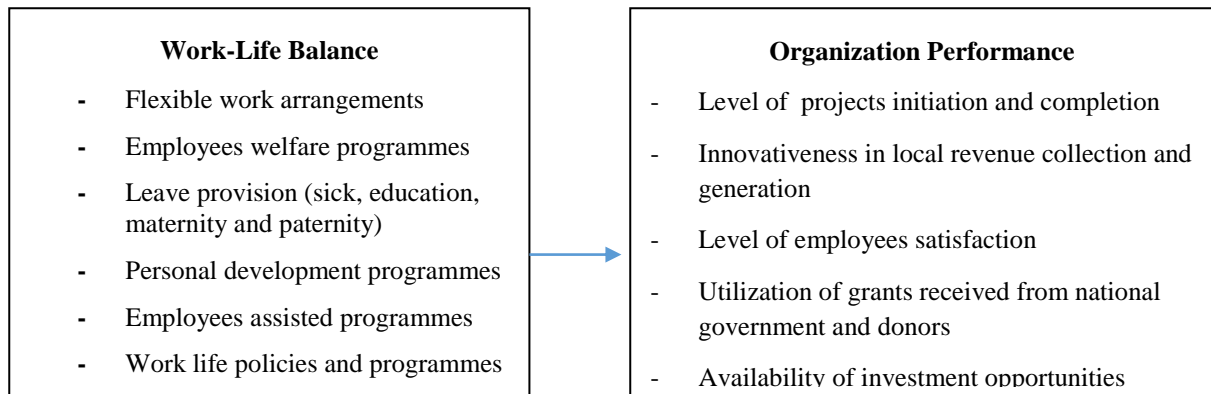 Work-Life Balance
- Flexible work arrangements
- Employees welfare programmes
- Leave provision (sick, education,
maternity and paternity)
- Personal development programmes
- Employees assisted programmes
- Work life policies and programmes
Organization Performance
- Level of projects initiation and completion
- Innovativeness in local revenue collection and
generation
- Level of employees satisfaction
- Utilization of grants received from national
government and donors
- Availability of investment opportunities